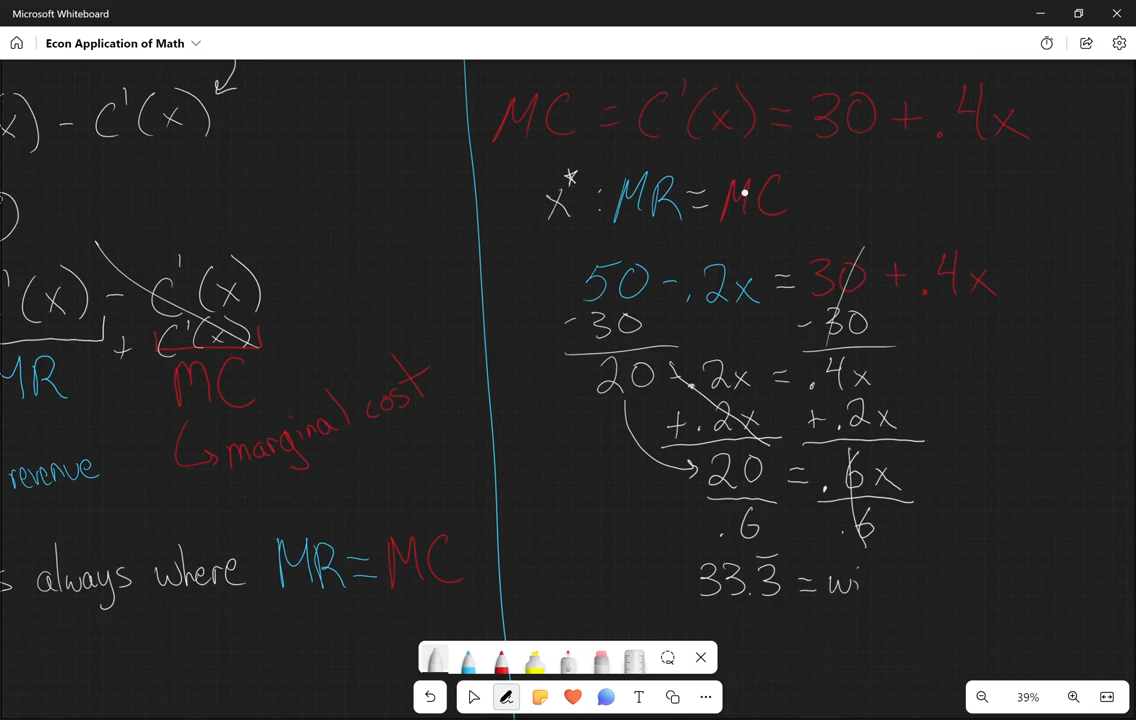 Microsoft Whiteboard
Econ Application of Math
x) - C'(x)
'(x) - C'(x)
+ C'(x)
MR
MC
marginal cost
revenue
s always where MR = MC
MC = C'(x) = 30 + .4x
x* : MR = MC
50 - .2x = 30 + .4x
-30 -30
20 - .2x = .4x
+.2x +.2x
20 = .6x
.6 .6
33.3̅ = wi
T
39%